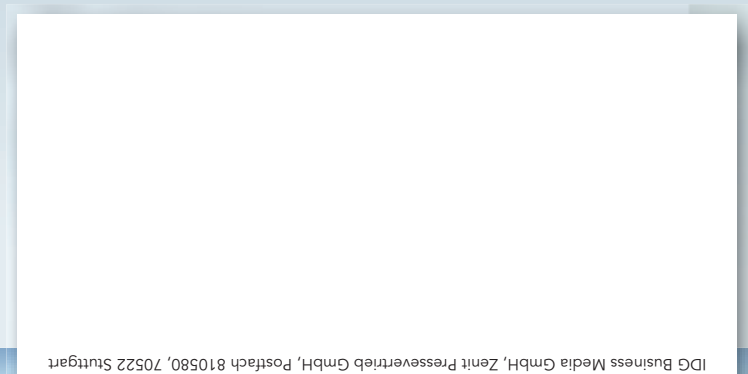 IDG Business Media GmbH, Zenit Pressevertrieb GmbH, Postfach 810580, 70522 Stuttgart